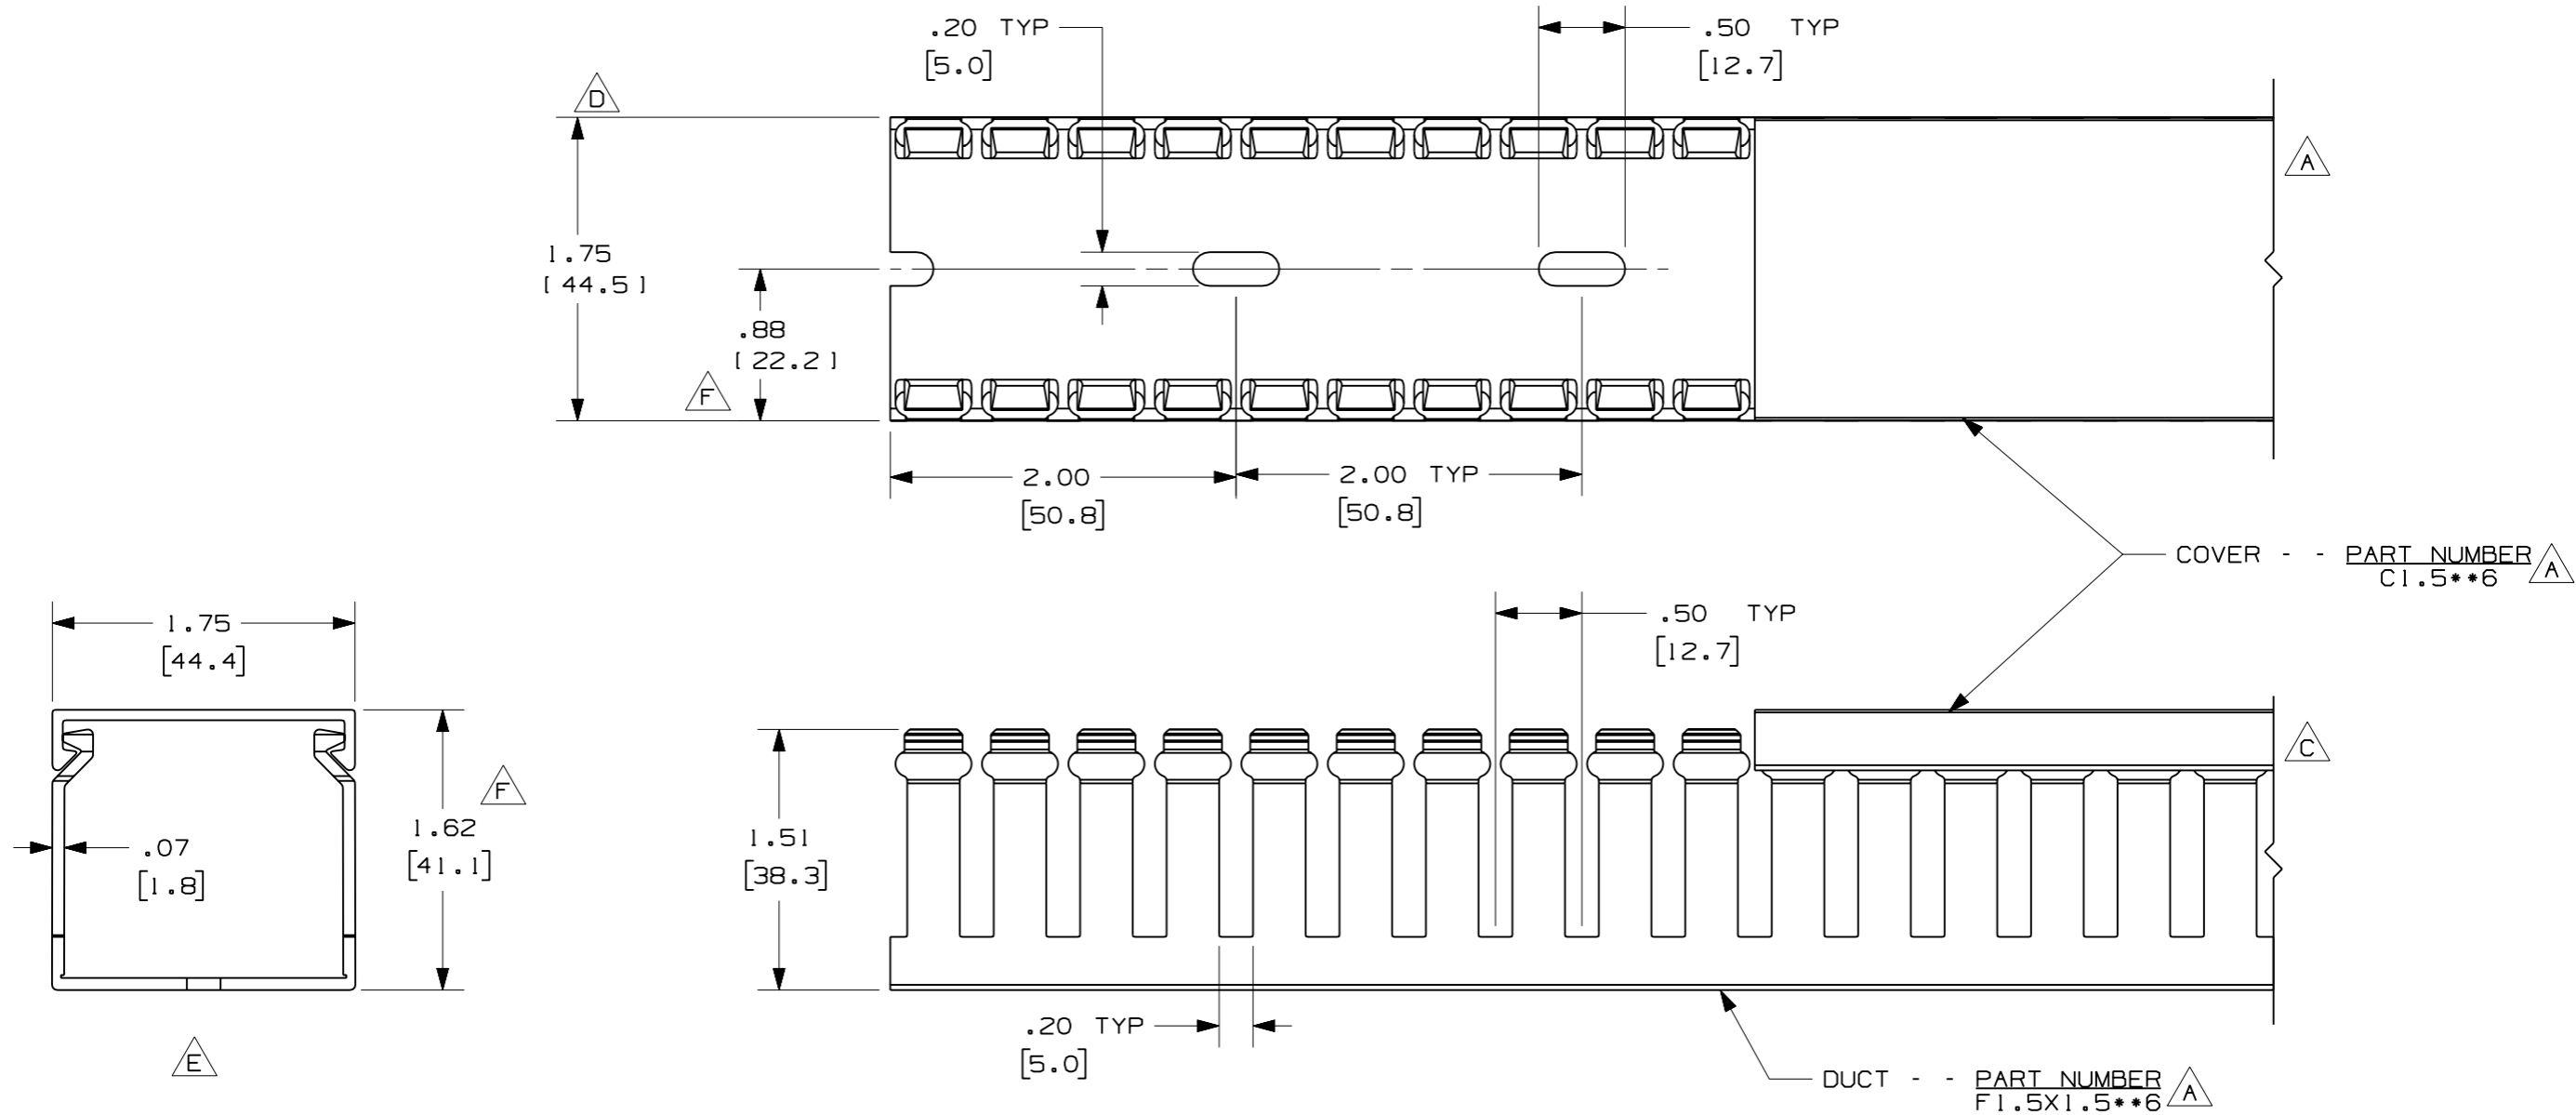 .20 TYP
[5.0]
.50 TYP
[12.7]
D
A
1.75
[44.5]
.88
[22.2]
F
2.00
[50.8]
2.00 TYP
[50.8]
COVER - - PART NUMBER A
C1.5**6
1.75
[44.4]
.50 TYP
[12.7]
F
C
1.62
[41.1]
.07
[1.8]
1.51
[38.3]
.20 TYP
[5.0]
E
DUCT - - PART NUMBER A
F1.5X1.5**6